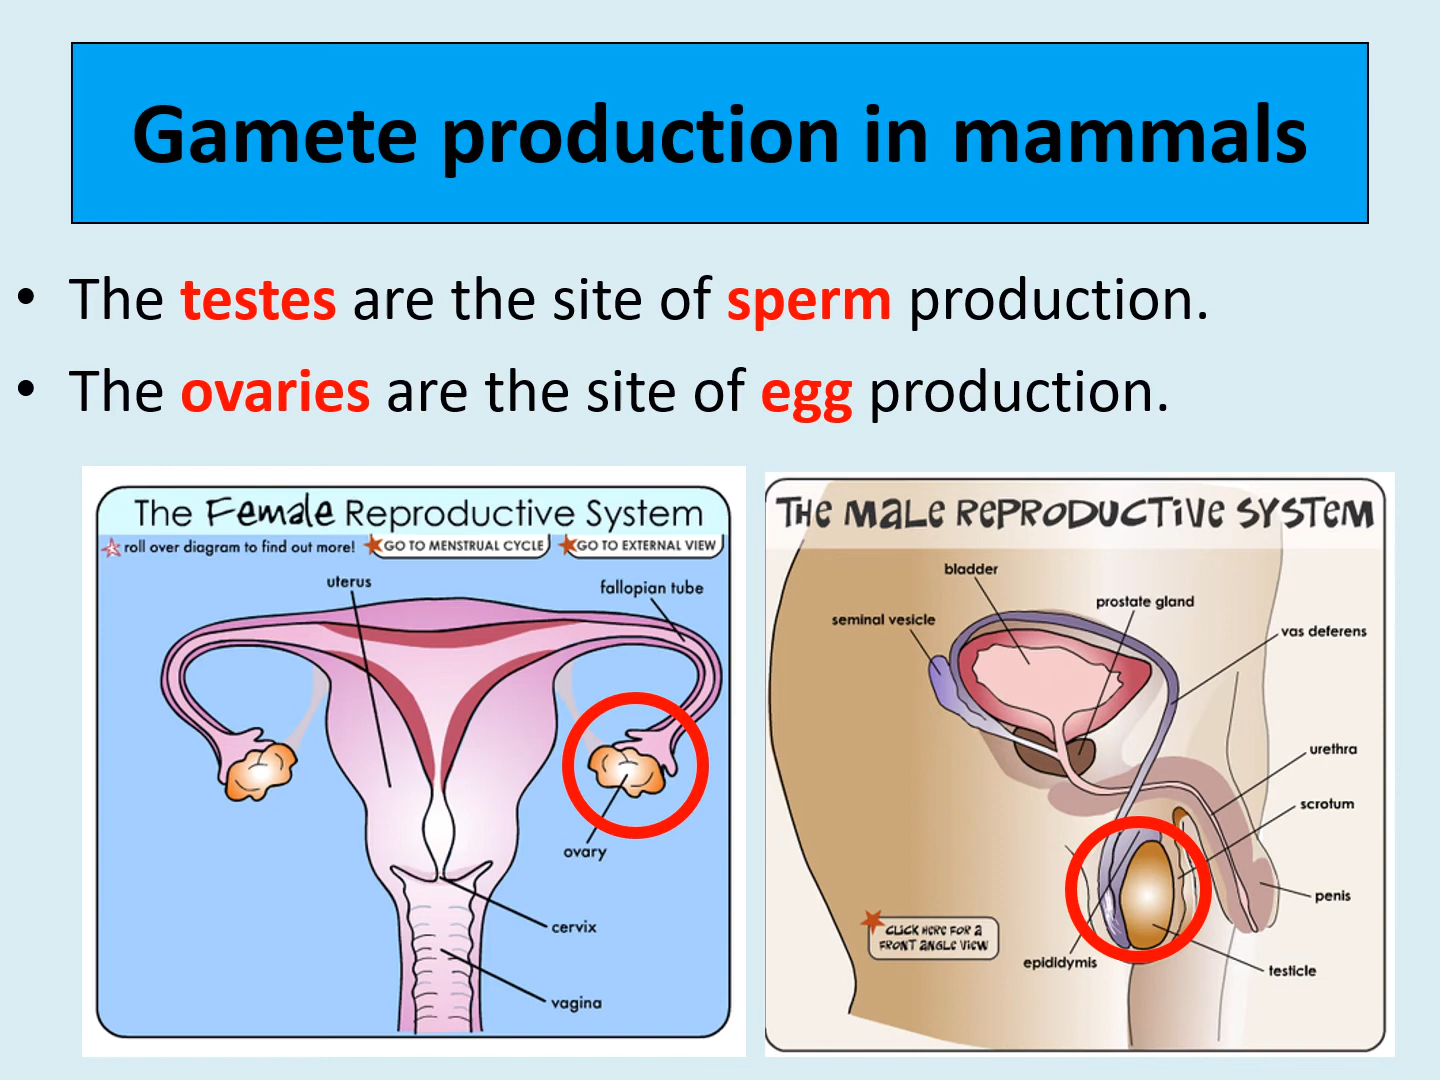 Gamete production in mammals
• The testes are the site of sperm production.
• The ovaries are the site of egg production.
The Female Reproductive System
roll over diagram to find out more!
GO TO MENSTRUAL CYCLE
GO TO EXTERNAL VIEW
uterus
fallopian tube
ovary
cervix
vagina
THE MALE REPRODUCTIVE SYSTEM
bladder
prostate gland
seminal vesicle
vas deferens
urethra
scrotum
penis
CLICK HERE FOR A
FRONT ANGLE VIEW
epididymis
testicle